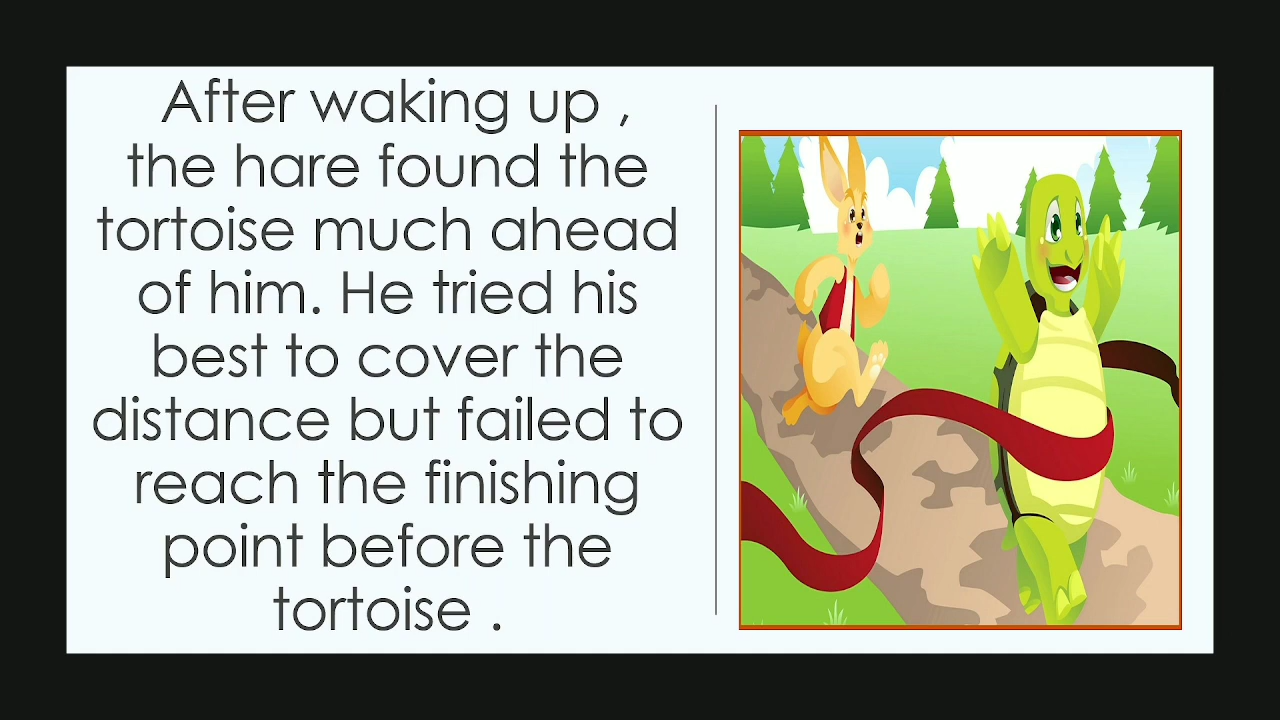 After waking up ,
the hare found the
tortoise much ahead
of him. He tried his
best to cover the
distance but failed to
reach the finishing
point before the
tortoise .